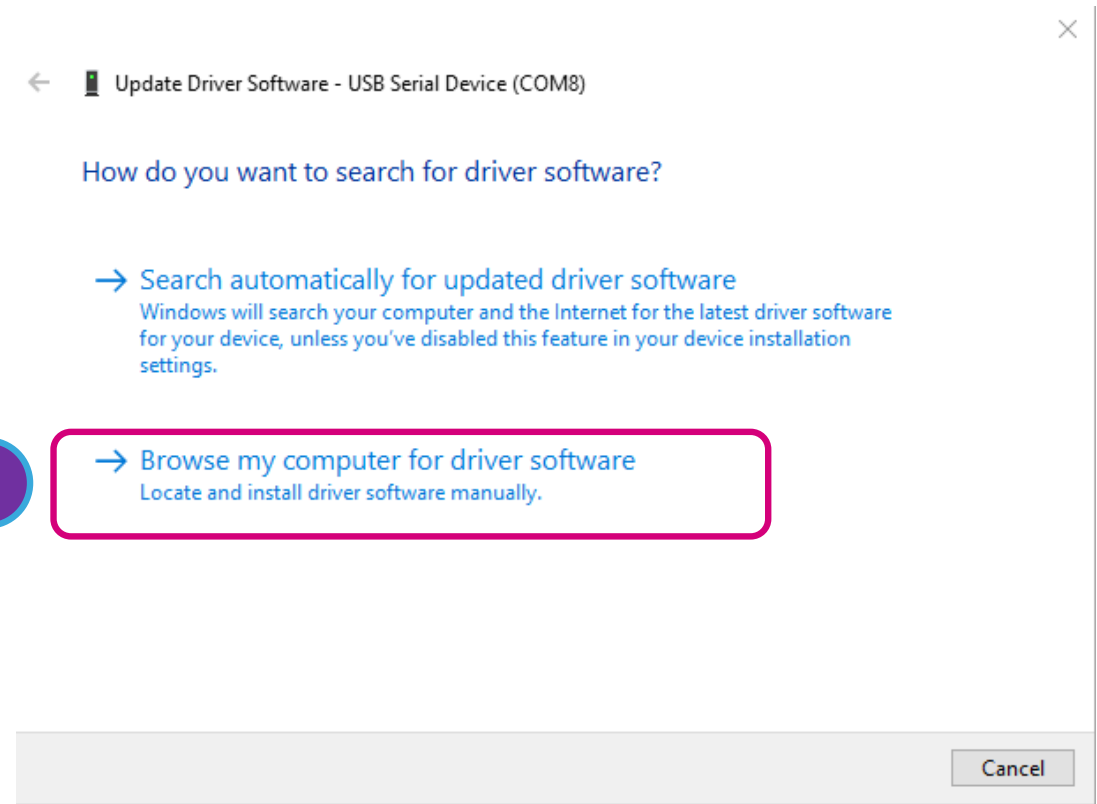 Update Driver Software - USB Serial Device (COM8)
How do you want to search for driver software?
Search automatically for updated driver software
Windows will search your computer and the Internet for the latest driver software
for your device, unless you've disabled this feature in your device installation
settings.
Browse my computer for driver software
Locate and install driver software manually.
Cancel